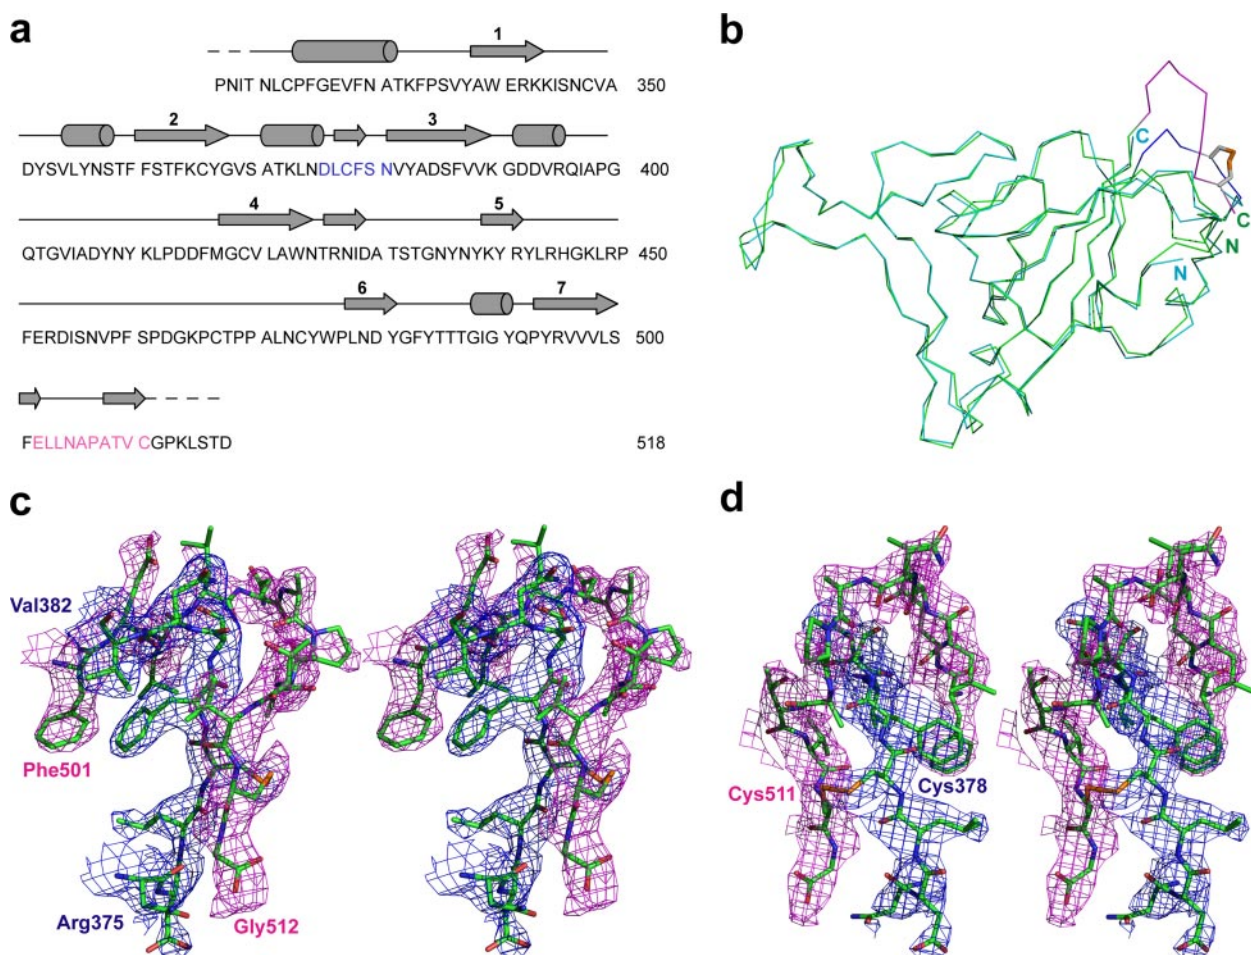 a
1
PNIT NLCPFGEVFN ATKFPSVYAW ERKKISNCVA 350
2 3
DYSVLYNSTF FSTFKCYGVS ATKLNDLCFS NVYADSFVVK GDDVRQIAPG 400
4 5
QTGVIADYNY KLPDDFMGCV LAWNTRNIDA TSTGNYNYKY RYLRHGKLRP 450
6 7
FERDISNVPF SPDGKPCTPP ALNCYWPLND YGFYTTTGIG YQPYRVVVLS 500
FELLNAPATV CGPKLSTD 518
b
C
C
N
N
c
Val382
Phe501
Arg375
Gly512
d
Cys511
Cys378